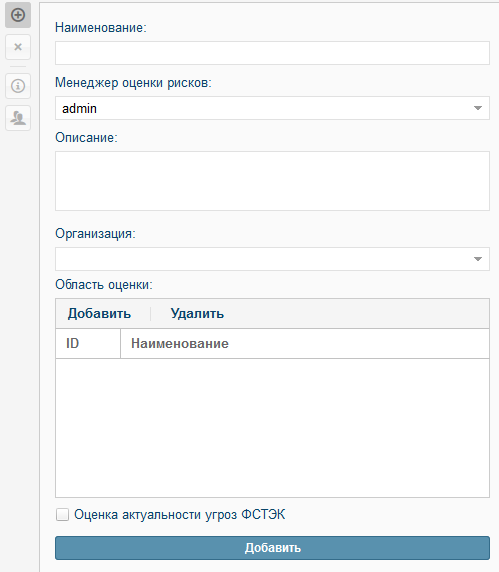 Наименование:
Менеджер оценки рисков:
admin
Описание:
Организация:
Область оценки:
Добавить Удалить
ID Наименование
Оценка актуальности угроз ФСТЭК
Добавить